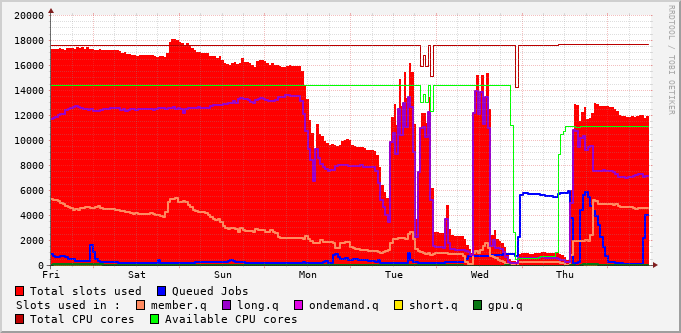 20000
18000
16000
14000
12000
10000
8000
6000
4000
2000
0
Fri Sat Sun Mon Tue Wed Thu
RRDTOOL / TOBI OETIKER
Total slots used Queued Jobs
Slots used in : member.q long.q ondemand.q short.q gpu.q
Total CPU cores Available CPU cores